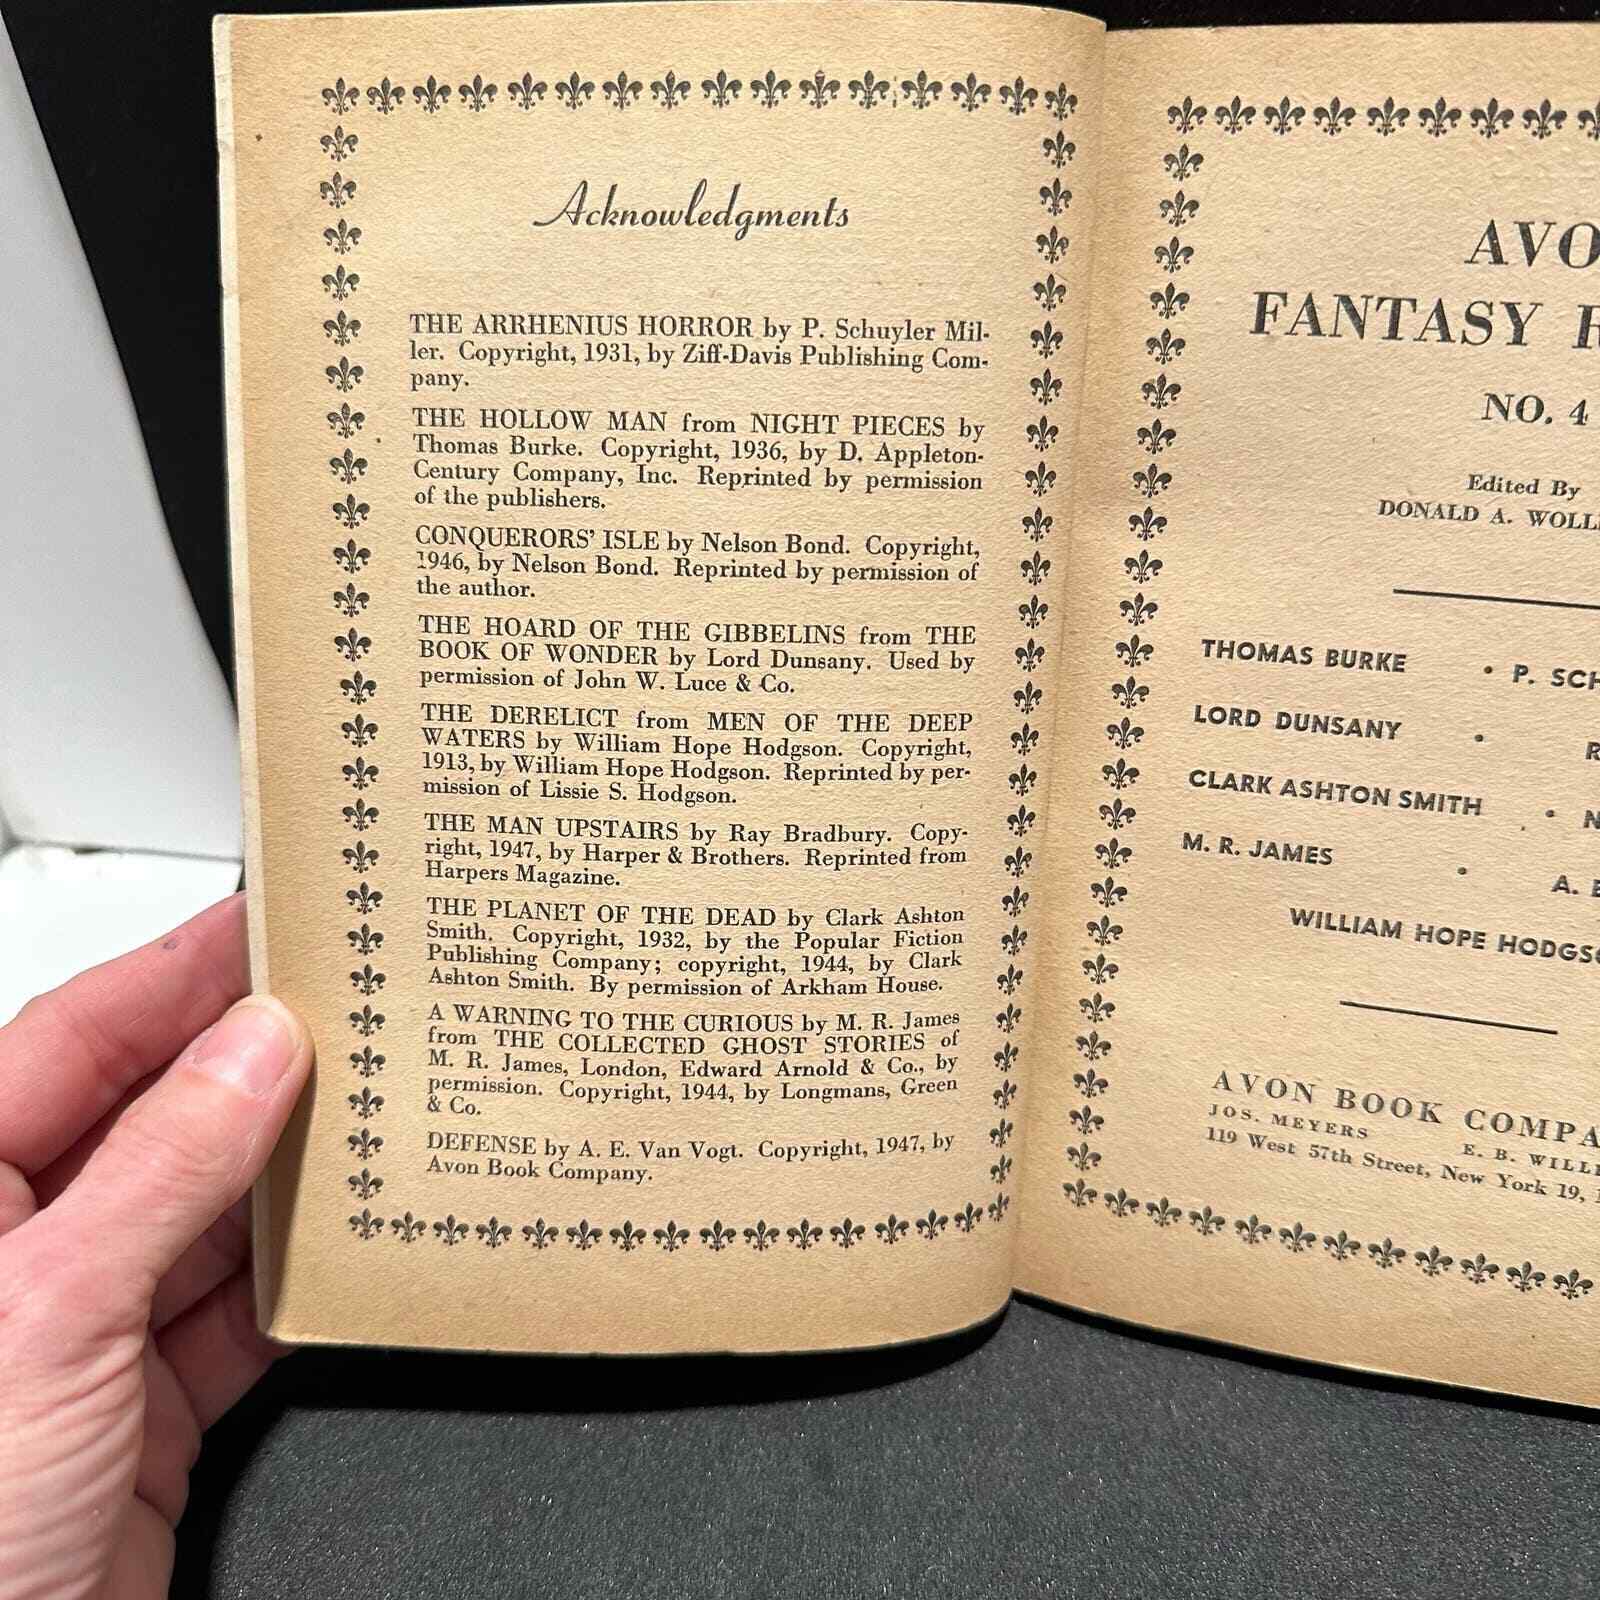 Acknowledgments
THE ARRHENIUS HORROR by P. Schuyler Mil-
ler. Copyright, 1931, by Ziff-Davis Publishing Com-
pany.
THE HOLLOW MAN from NIGHT PIECES by
Thomas Burke. Copyright, 1936, by D. Appleton-
Century Company, Inc. Reprinted by permission
of the publishers.
CONQUERORS' ISLE by Nelson Bond. Copyright,
1946, by Nelson Bond. Reprinted by permission of
the author.
THE HOARD OF THE GIBBELINS from THE
BOOK OF WONDER by Lord Dunsany. Used by
permission of John W. Luce & Co.
THE DERELICT from MEN OF THE DEEP
WATERS by William Hope Hodgson. Copyright,
1913, by William Hope Hodgson. Reprinted by per-
mission of Lissie S. Hodgson.
THE MAN UPSTAIRS by Ray Bradbury. Copy-
right, 1947, by Harper & Brothers. Reprinted from
Harpers Magazine.
THE PLANET OF THE DEAD by Clark Ashton
Smith. Copyright, 1932, by the Popular Fiction
Publishing Company; copyright, 1944, by Clark
Ashton Smith. By permission of Arkham House.
A WARNING TO THE CURIOUS by M. R. James
from THE COLLECTED GHOST STORIES of
M. R. James, London, Edward Arnold & Co., by
permission. Copyright, 1944, by Longmans, Green
& Co.
DEFENSE by A. E. Van Vogt. Copyright, 1947, by
Avon Book Company.
AVO
FANTASY R
NO. 4
Edited By
DONALD A. WOLL
THOMAS BURKE • P. SCH
LORD DUNSANY • R
CLARK ASHTON SMITH • N
M. R. JAMES • A. E
WILLIAM HOPE HODGSO
AVON BOOK COMPA
JOS. MEYERS E. B. WILLI
119 West 57th Street, New York 19,